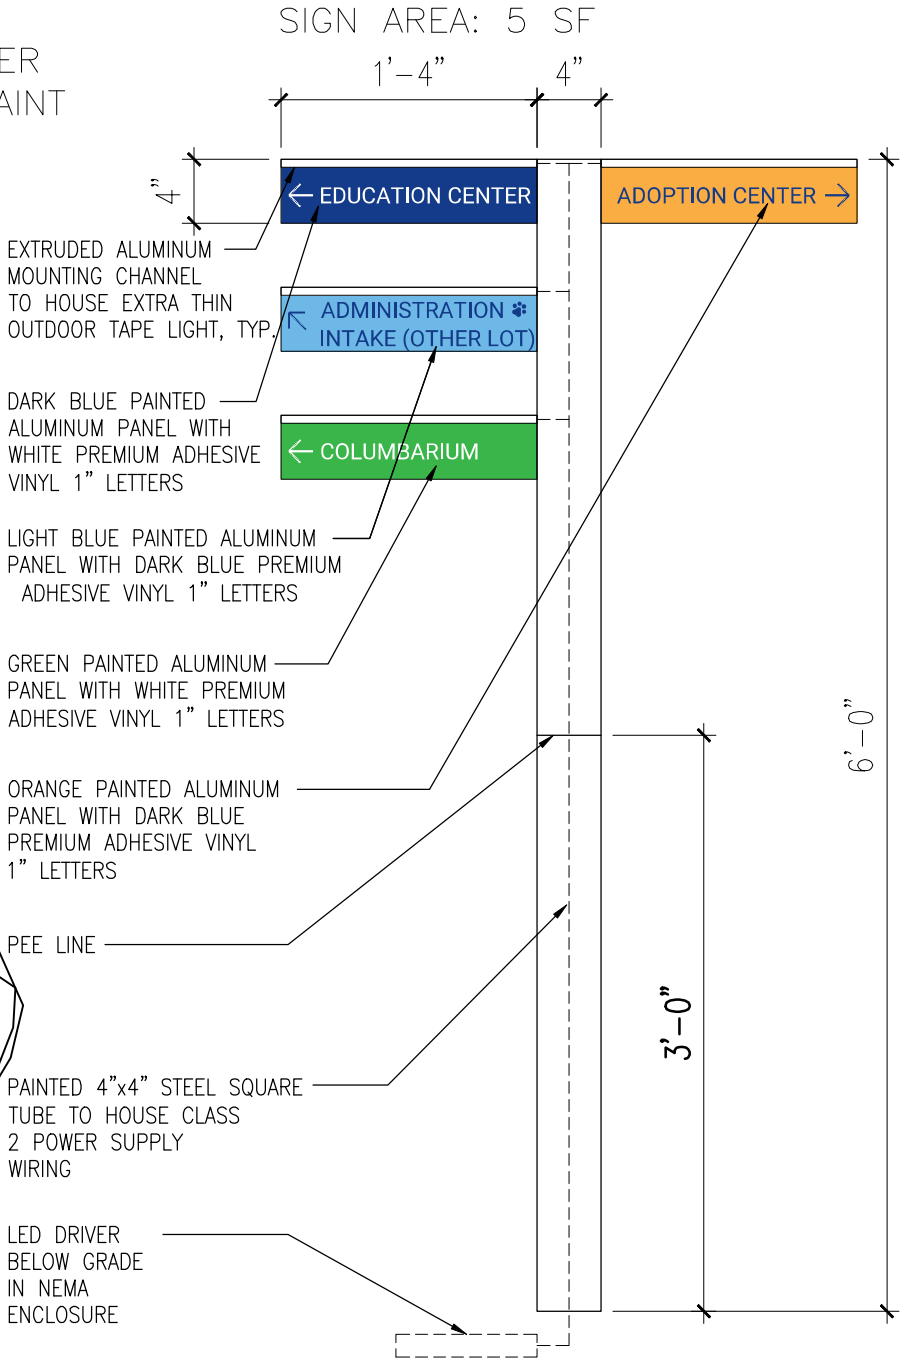 SIGN AREA: 5 SF
ER
AINT
1'-4"
4"
4"
← EDUCATION CENTER
ADOPTION CENTER →
EXTRUDED ALUMINUM
MOUNTING CHANNEL
TO HOUSE EXTRA THIN
OUTDOOR TAPE LIGHT, TYP.
↖ ADMINISTRATION 🐾
INTAKE (OTHER LOT)
DARK BLUE PAINTED
ALUMINUM PANEL WITH
WHITE PREMIUM ADHESIVE
VINYL 1" LETTERS
← COLUMBARIUM
LIGHT BLUE PAINTED ALUMINUM
PANEL WITH DARK BLUE PREMIUM
ADHESIVE VINYL 1" LETTERS
GREEN PAINTED ALUMINUM
PANEL WITH WHITE PREMIUM
ADHESIVE VINYL 1" LETTERS
6'-0"
ORANGE PAINTED ALUMINUM
PANEL WITH DARK BLUE
PREMIUM ADHESIVE VINYL
1" LETTERS
PEE LINE
3'-0"
PAINTED 4"x4" STEEL SQUARE
TUBE TO HOUSE CLASS
2 POWER SUPPLY
WIRING
LED DRIVER
BELOW GRADE
IN NEMA
ENCLOSURE